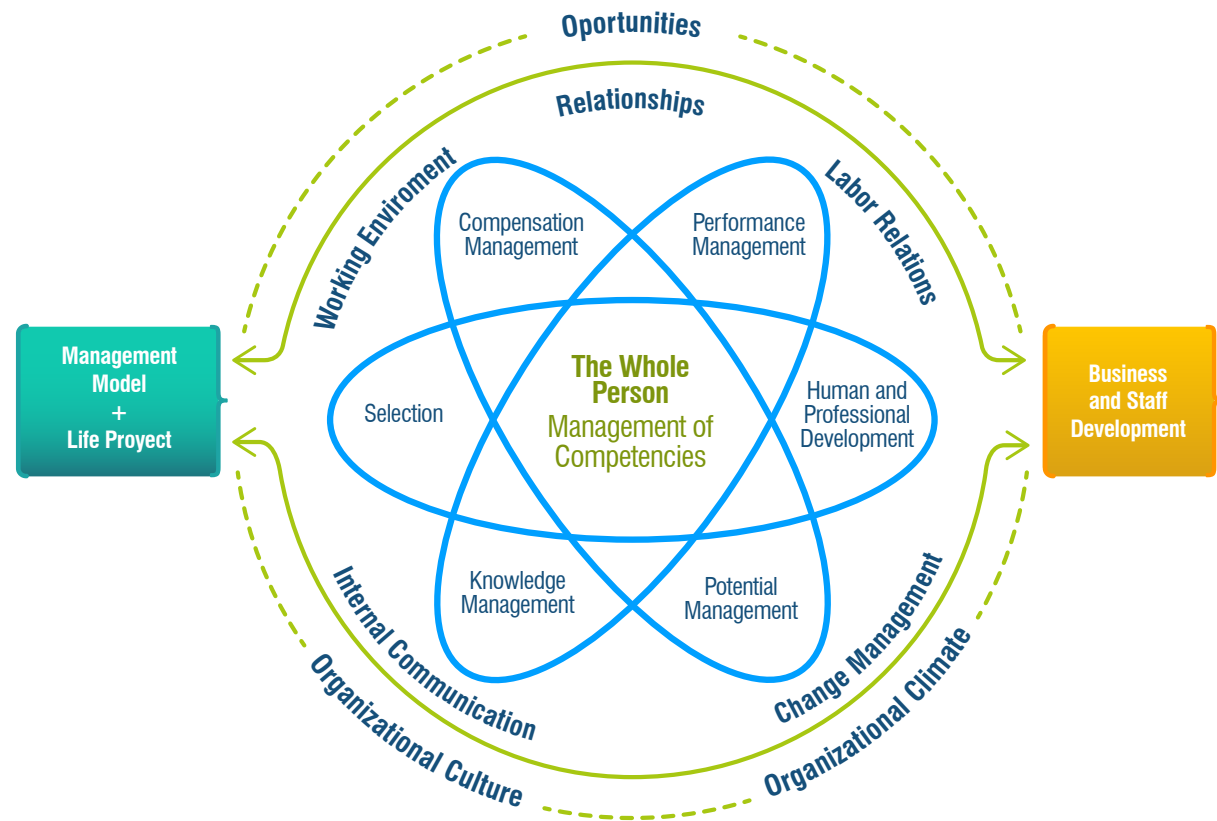 Oportunities
Relationships
Working Enviroment
Labor Relations
Compensation
Management
Performance
Management
Management
Model
+
Life Proyect
Selection
The Whole
Person
Management of
Competencies
Human and
Professional
Development
Business
and Staff
Development
Knowledge
Management
Potential
Management
Internal Communication
Change Management
Organizational Culture
Organizational Climate